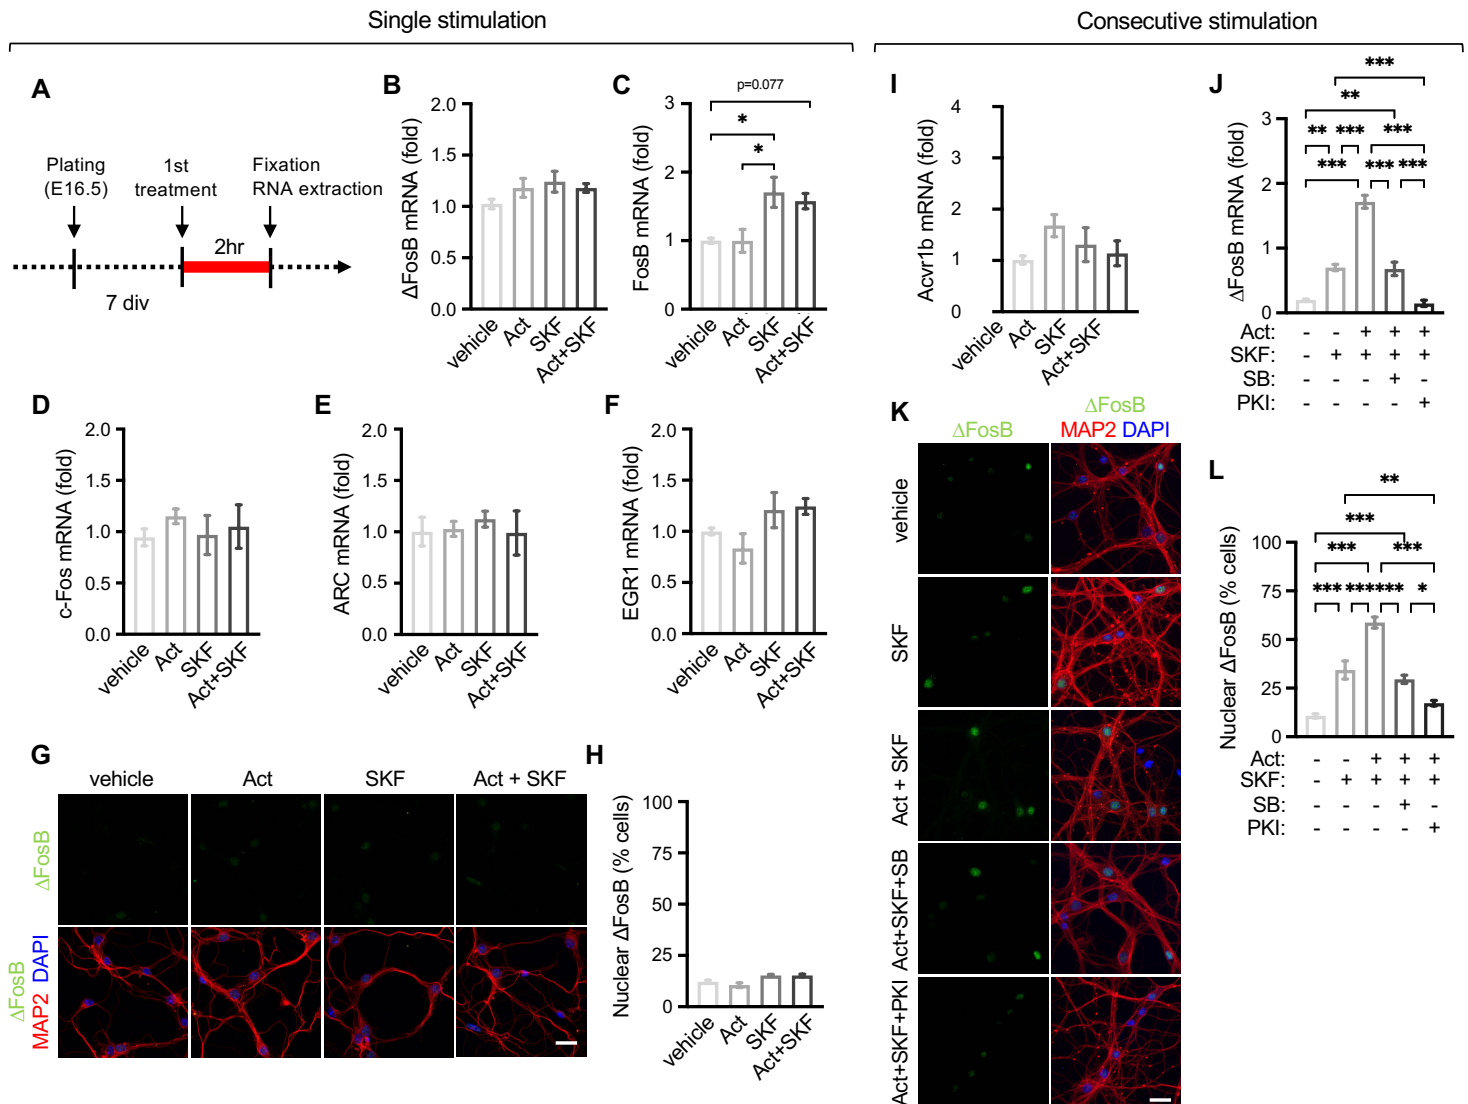 Single stimulation
Consecutive stimulation
A
Plating
(E16.5)
1st
treatment
Fixation
RNA extraction
2hr
7 div
B
ΔFosB mRNA (fold)
2.0
1.5
1.0
0.5
0.0
vehicle
Act
SKF
Act+SKF
C
FosB mRNA (fold)
3
2
1
0
p=0.077
*
*
vehicle
Act
SKF
Act+SKF
D
c-Fos mRNA (fold)
2.0
1.5
1.0
0.5
0.0
vehicle
Act
SKF
Act+SKF
E
ARC mRNA (fold)
2.0
1.5
1.0
0.5
0.0
vehicle
Act
SKF
Act+SKF
F
EGR1 mRNA (fold)
2.0
1.5
1.0
0.5
0.0
vehicle
Act
SKF
Act+SKF
G
vehicle
Act
SKF
Act + SKF
ΔFosB
ΔFosB
MAP2 DAPI
H
Nuclear ΔFosB (% cells)
100
75
50
25
0
vehicle
Act
SKF
Act+SKF
I
Acvr1b mRNA (fold)
4
3
2
1
0
vehicle
Act
SKF
Act+SKF
J
ΔFosB mRNA (fold)
3
2
1
0
***
**
** *** ***
*** *** ***
Act: - - + + +
SKF: - + + + +
SB: - - - + -
PKI: - - - - +
K
ΔFosB
ΔFosB
MAP2 DAPI
vehicle
SKF
Act + SKF
Act+SKF+SB
Act+SKF+PKI
L
Nuclear ΔFosB (% cells)
100
75
50
25
0
**
***
*** ***
*** *** *** *
Act: - - + + +
SKF: - + + + +
SB: - - - + -
PKI: - - - - +